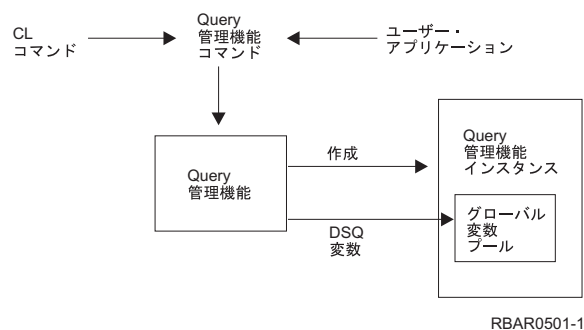 CL
コマンド
Query
管理機能
コマンド
ユーザー・
アプリケーション
Query
管理機能
作成
DSQ
変数
Query
管理機能
インスタンス
グローバル
変数
プール
RBAR0501-1